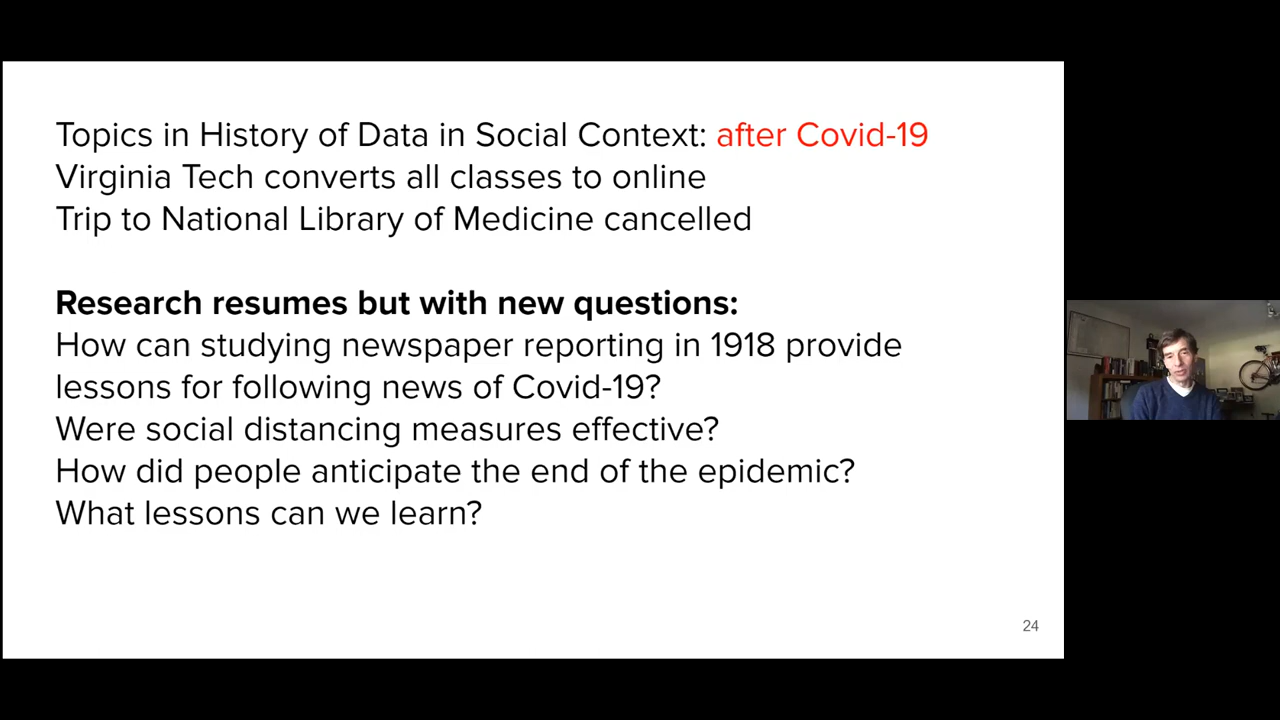 Topics in History of Data in Social Context: after Covid-19
Virginia Tech converts all classes to online
Trip to National Library of Medicine cancelled
Research resumes but with new questions:
How can studying newspaper reporting in 1918 provide
lessons for following news of Covid-19?
Were social distancing measures effective?
How did people anticipate the end of the epidemic?
What lessons can we learn?
24